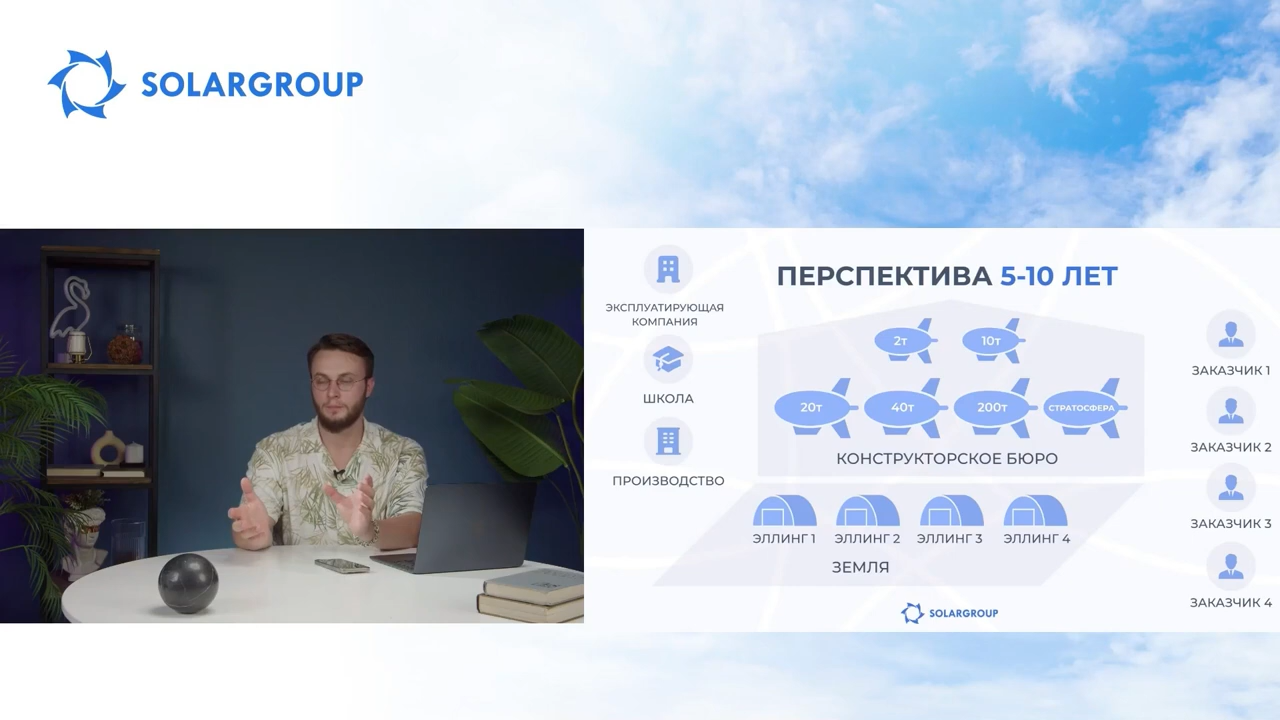 SOLARGROUP
ПЕРСПЕКТИВА 5-10 ЛЕТ
ЭКСПЛУАТИРУЮЩАЯ
КОМПАНИЯ
ШКОЛА
ПРОИЗВОДСТВО
2т
10т
20т
40т
200т
СТРАТОСФЕРА
КОНСТРУКТОРСКОЕ БЮРО
ЭЛЛИНГ 1
ЭЛЛИНГ 2
ЭЛЛИНГ 3
ЭЛЛИНГ 4
ЗЕМЛЯ
ЗАКАЗЧИК 1
ЗАКАЗЧИК 2
ЗАКАЗЧИК 3
ЗАКАЗЧИК 4
SOLARGROUP